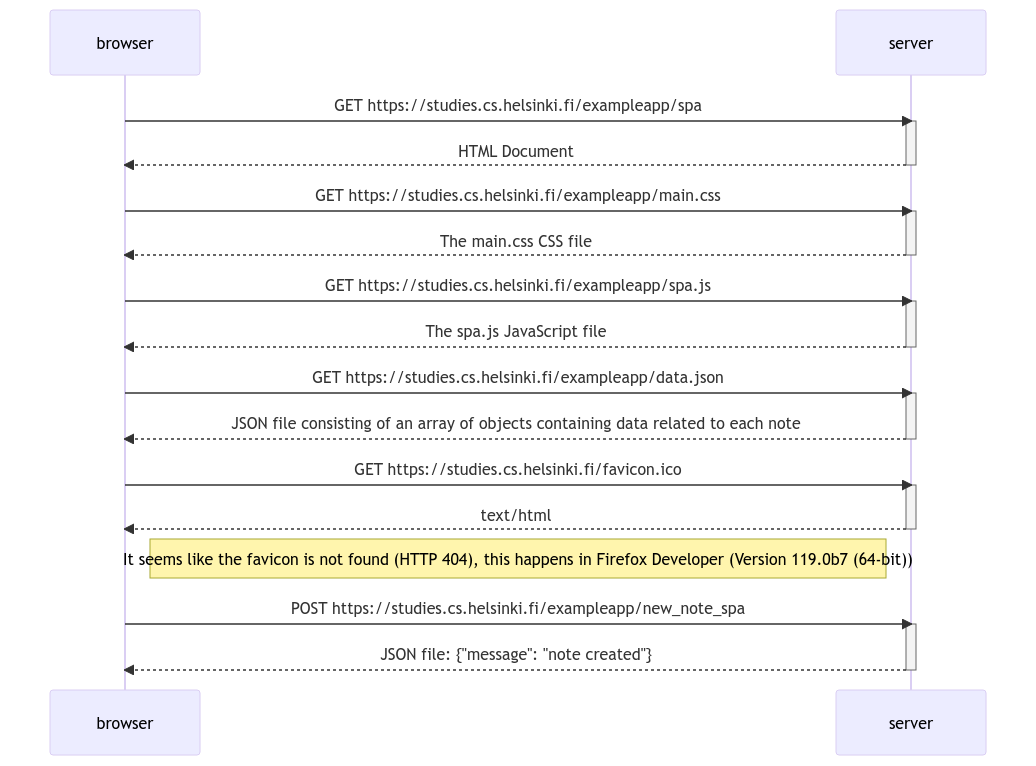 browser
server
GET https://studies.cs.helsinki.fi/exampleapp/spa
HTML Document
GET https://studies.cs.helsinki.fi/exampleapp/main.css
The main.css CSS file
GET https://studies.cs.helsinki.fi/exampleapp/spa.js
The spa.js JavaScript file
GET https://studies.cs.helsinki.fi/exampleapp/data.json
JSON file consisting of an array of objects containing data related to each note
GET https://studies.cs.helsinki.fi/favicon.ico
text/html
It seems like the favicon is not found (HTTP 404), this happens in Firefox Developer (Version 119.0b7 (64-bit))
POST https://studies.cs.helsinki.fi/exampleapp/new_note_spa
JSON file: {"message": "note created"}
browser
server